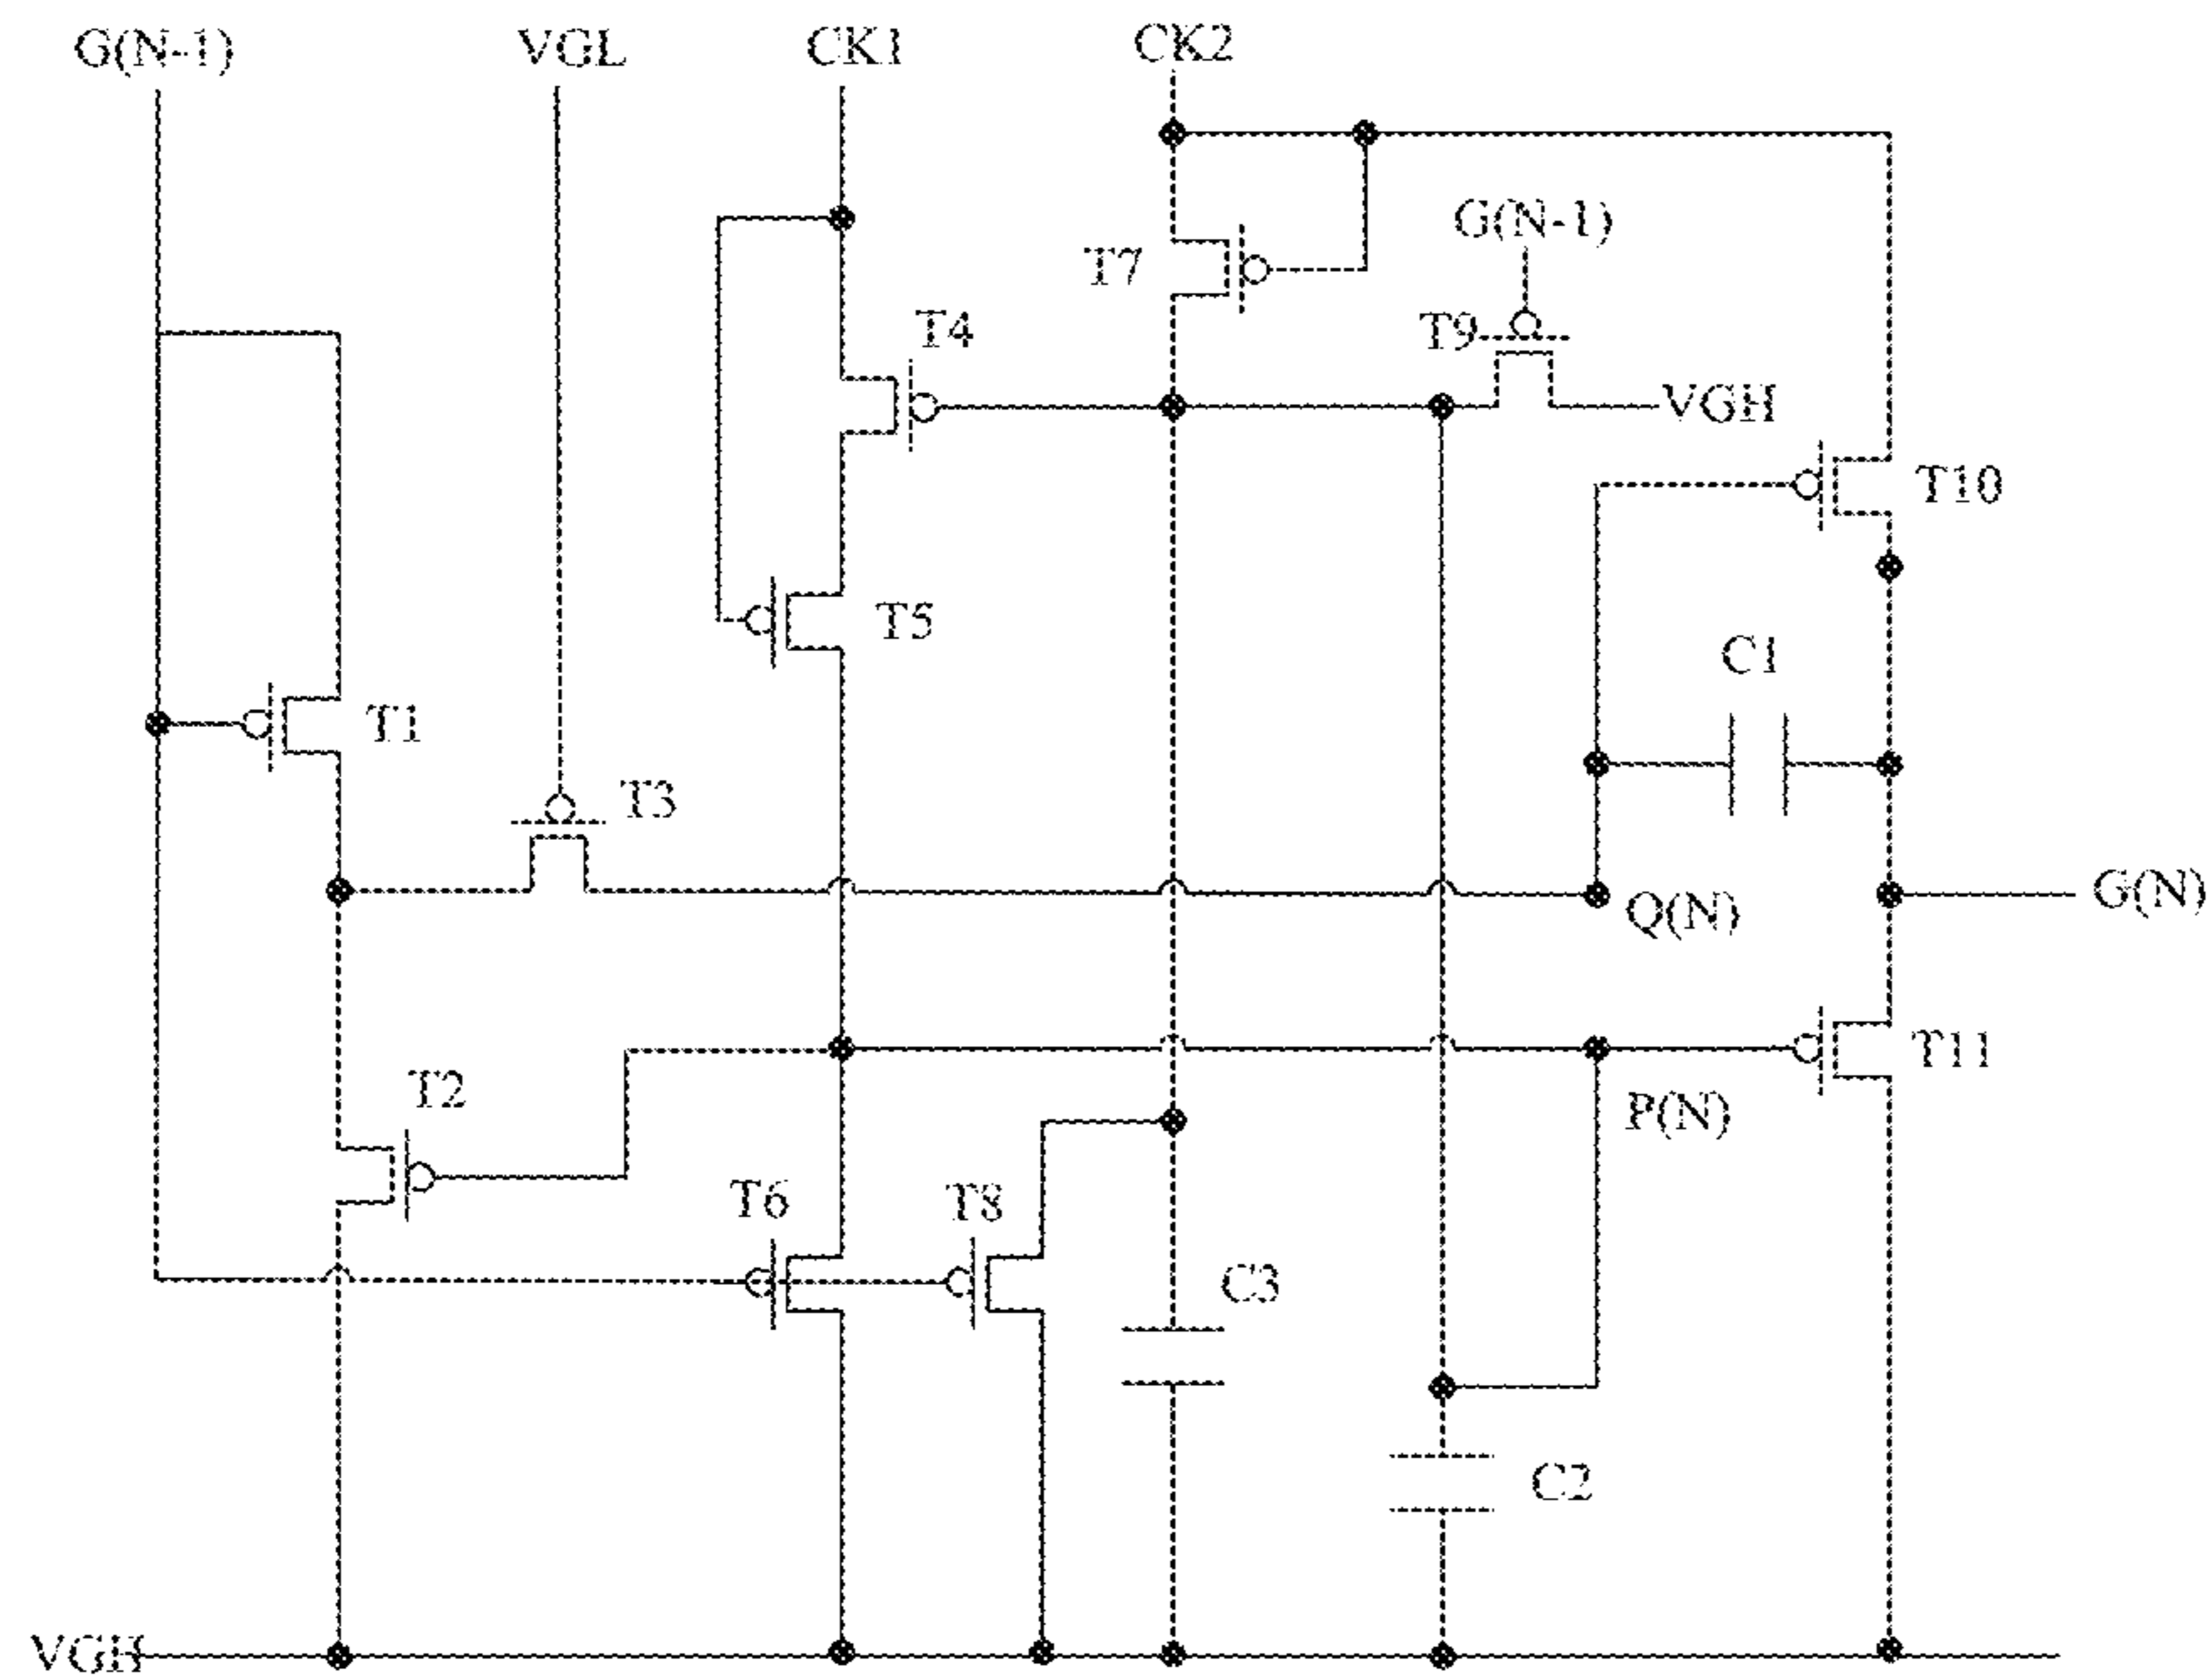 G(N-1) VGL CK1 CK2
G(N-1)
T7
T4 T9
VGH
T10
T5
C1
T1
T3
Q(N) G(N)
T11
T2
P(N)
T6 T8
C3
C2
VGH